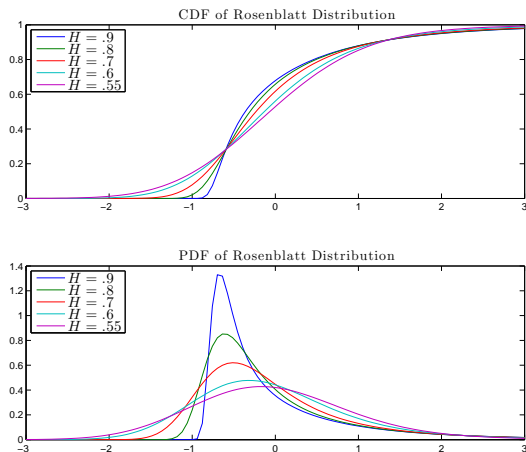 CDF of Rosenblatt Distribution
1
0.8
0.6
0.4
0.2
0
H = .9
H = .8
H = .7
H = .6
H = .55
−3 −2 −1 0 1 2 3
PDF of Rosenblatt Distribution
1.4
1.2
1
0.8
0.6
0.4
0.2
0
H = .9
H = .8
H = .7
H = .6
H = .55
−3 −2 −1 0 1 2 3